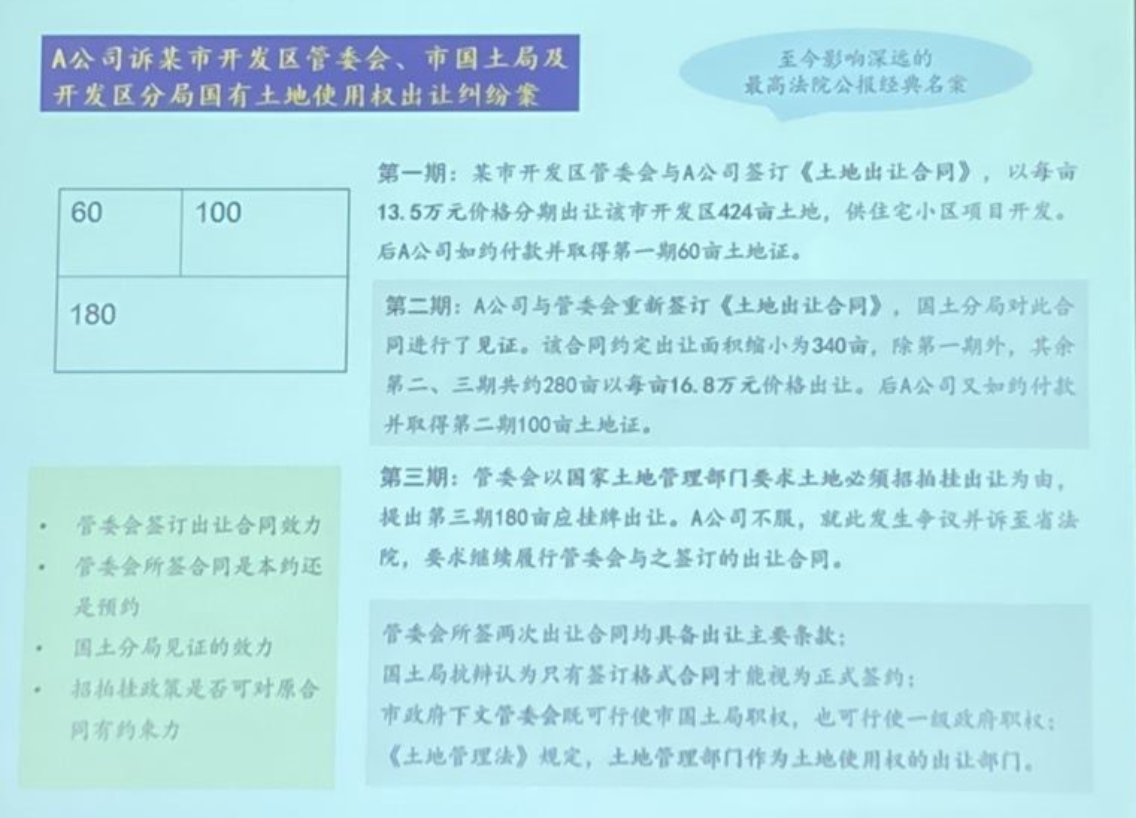 A公司诉某市开发区管委会、市国土局及
开发区分局国有土地使用权出让纠纷案
至今影响深远的
最高法院公报经典名案
60
100
180
第一期：某市开发区管委会与A公司签订《土地出让合同》，以每亩
13.5万元价格分期出让该市开发区424亩土地，供住宅小区项目开发。
后A公司如约付款并取得第一期60亩土地证。
第二期：A公司与管委会重新签订《土地出让合同》，国土分局对此合
同进行了见证。该合同约定出让面积缩小为340亩，除第一期外，其余
第二、三期共约280亩以每亩16.8万元价格出让。后A公司又如约付款
并取得第二期100亩土地证。
第三期：管委会以国家土地管理部门要求土地必须招拍挂出让为由，
提出第三期180亩应挂牌出让。A公司不服，就此发生争议并诉至省法
院，要求继续履行管委会与之签订的出让合同。
• 管委会签订出让合同效力
• 管委会所签合同是本约还
是预约
• 国土分局见证的效力
• 招拍挂政策是否可对原合
同有约束力
管委会所签两次出让合同均具备出让主要条款；
国土局抗辩认为只有签订格式合同才能视为正式签约；
市政府下文管委会既可行使市国土局职权，也可行使一级政府职权；
《土地管理法》规定，土地管理部门作为土地使用权的出让部门。